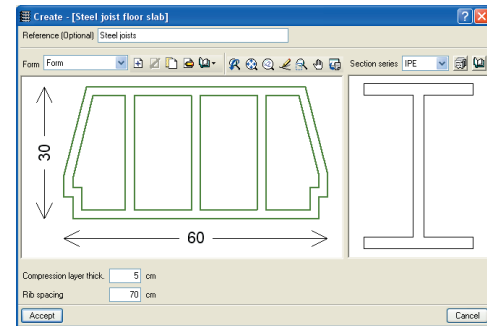 Create - [Steel joist floor slab]
Reference (Optional) Steel joists
Form Form Section series IPE
30
60
Compression layer thick. 5 cm
Rib spacing 70 cm
Accept Cancel